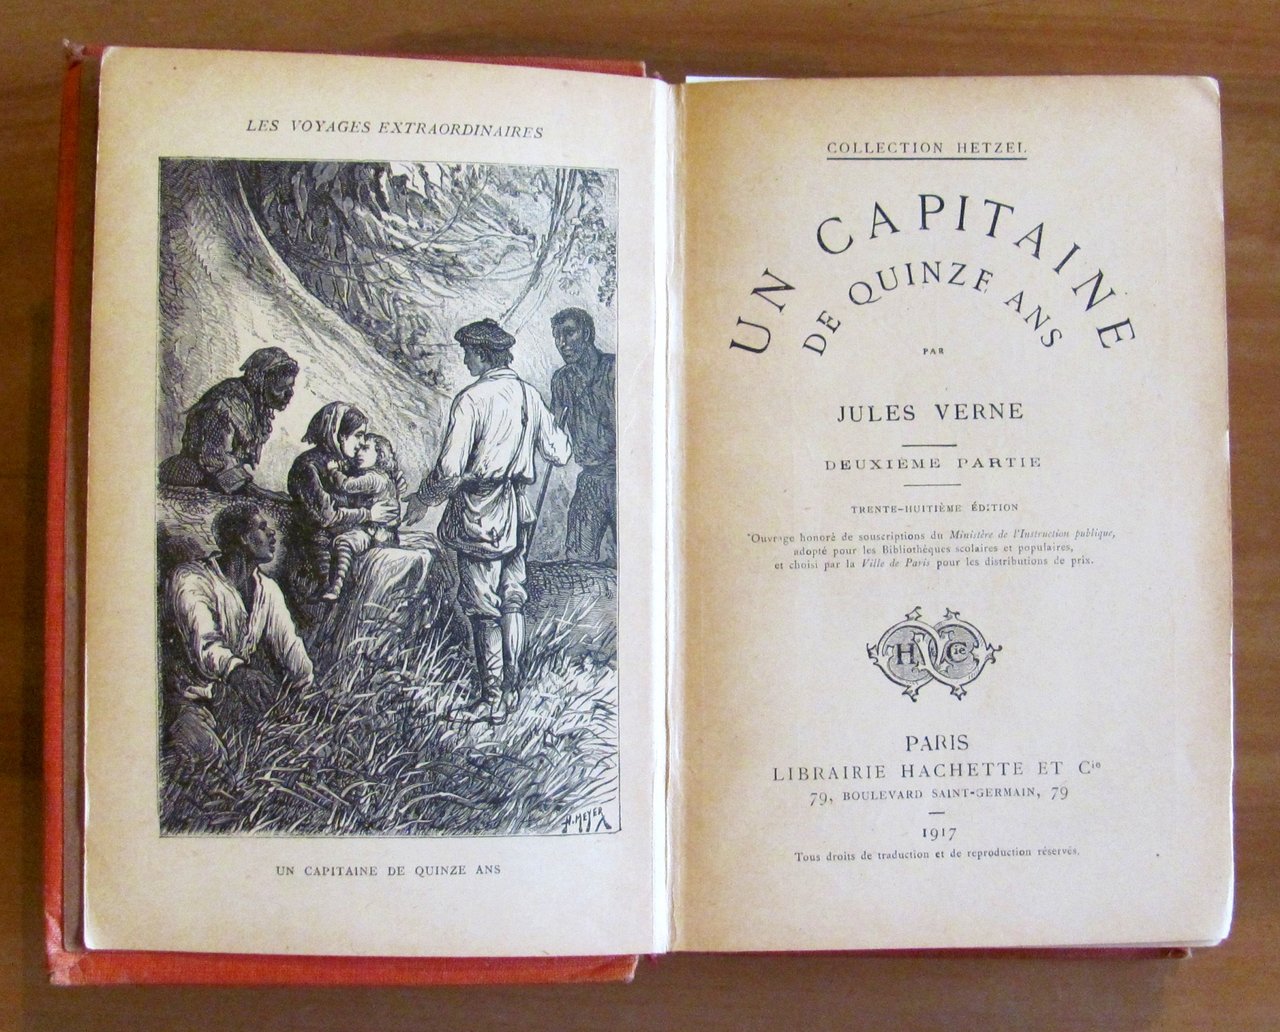 LES VOYAGES EXTRAORDINAIRES
H. MEYER
UN CAPITAINE DE QUINZE ANS
COLLECTION HETZEL
UN CAPITAINE
DE QUINZE ANS
PAR
JULES VERNE
DEUXIÈME PARTIE
TRENTE-HUITIÈME ÉDITION
Ouvrage honoré de souscriptions du Ministère de l'Instruction publique,
adopté pour les Bibliothèques scolaires et populaires,
et choisi par la Ville de Paris pour les distributions de prix.
H Cie
PARIS
LIBRAIRIE HACHETTE ET Cie
79, BOULEVARD SAINT-GERMAIN, 79
1917
Tous droits de traduction et de reproduction réservés.